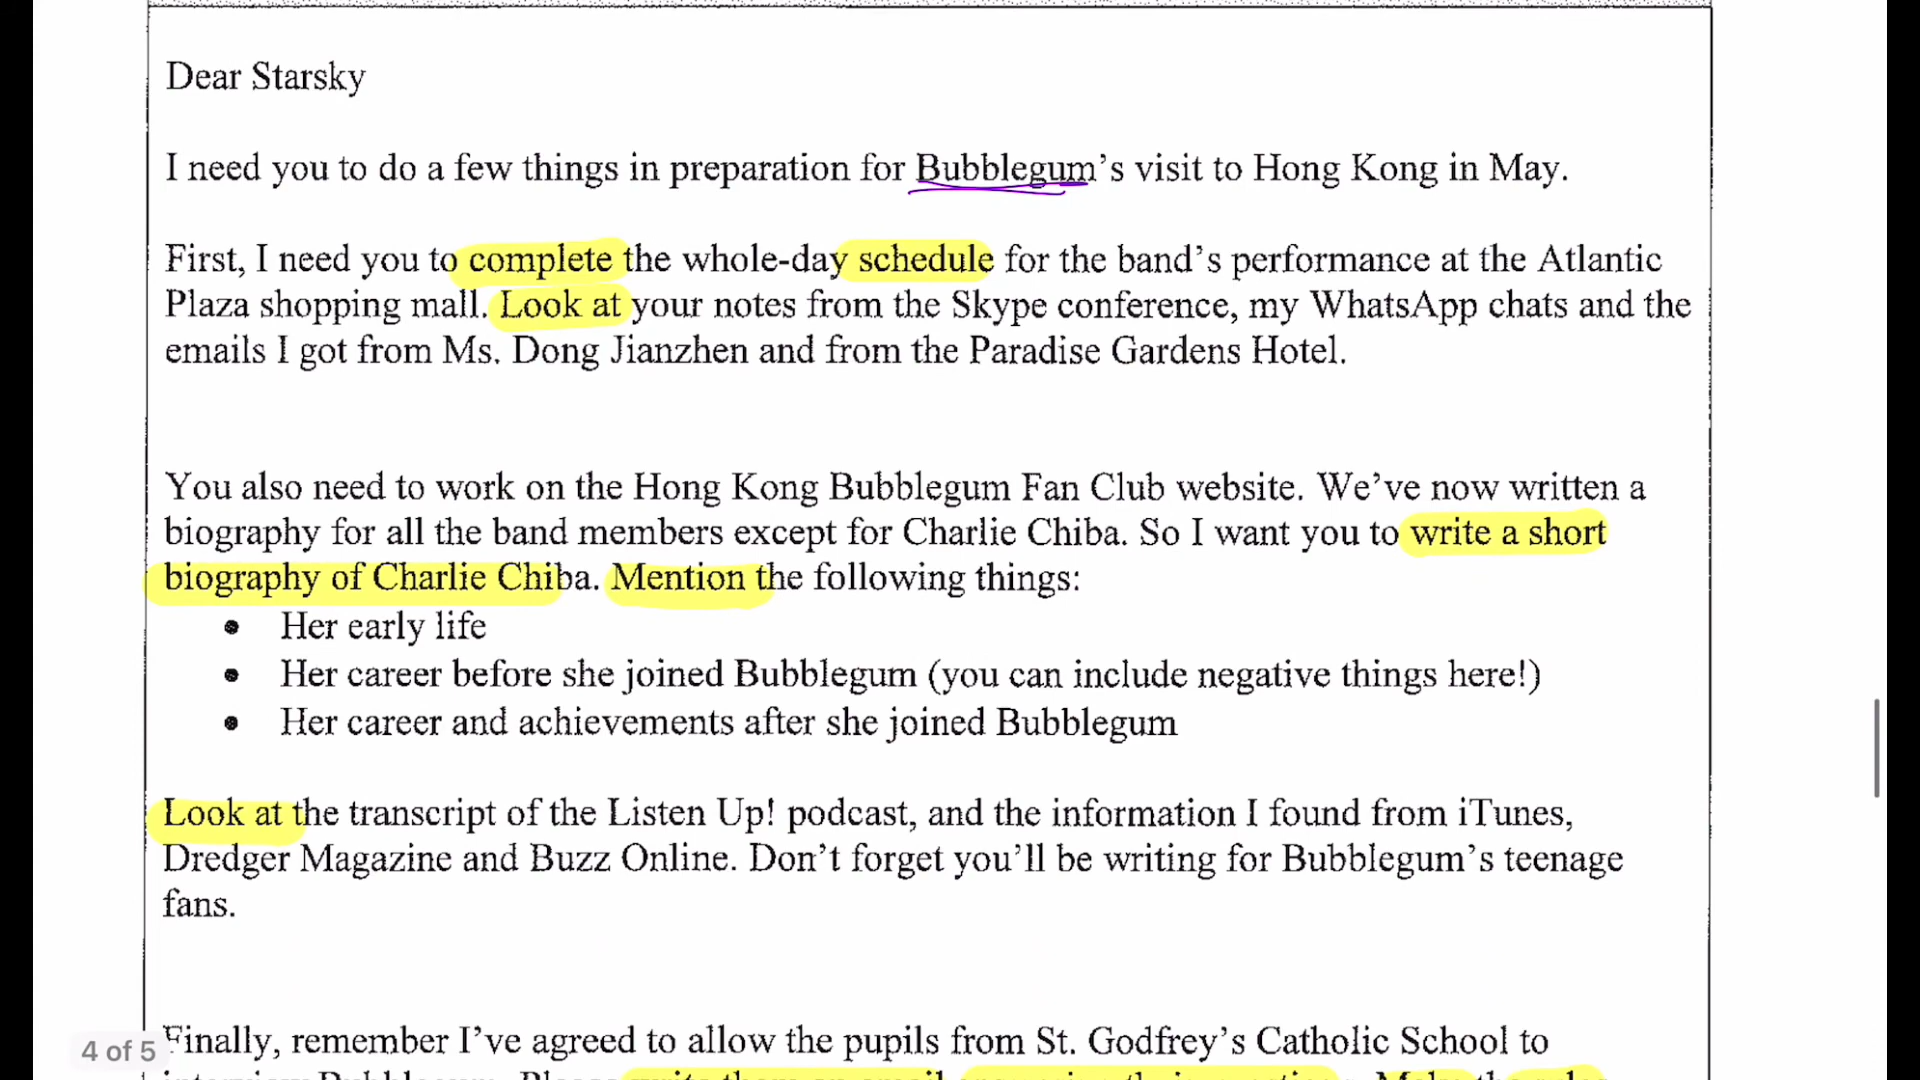 Dear Starsky
I need you to do a few things in preparation for Bubblegum's visit to Hong Kong in May.
First, I need you to complete the whole-day schedule for the band's performance at the Atlantic
Plaza shopping mall. Look at your notes from the Skype conference, my WhatsApp chats and the
emails I got from Ms. Dong Jianzhen and from the Paradise Gardens Hotel.
You also need to work on the Hong Kong Bubblegum Fan Club website. We've now written a
biography for all the band members except for Charlie Chiba. So I want you to write a short
biography of Charlie Chiba. Mention the following things:
• Her early life
• Her career before she joined Bubblegum (you can include negative things here!)
• Her career and achievements after she joined Bubblegum
Look at the transcript of the Listen Up! podcast, and the information I found from iTunes,
Dredger Magazine and Buzz Online. Don't forget you'll be writing for Bubblegum's teenage
fans.
Finally, remember I've agreed to allow the pupils from St. Godfrey's Catholic School to
4 of 5